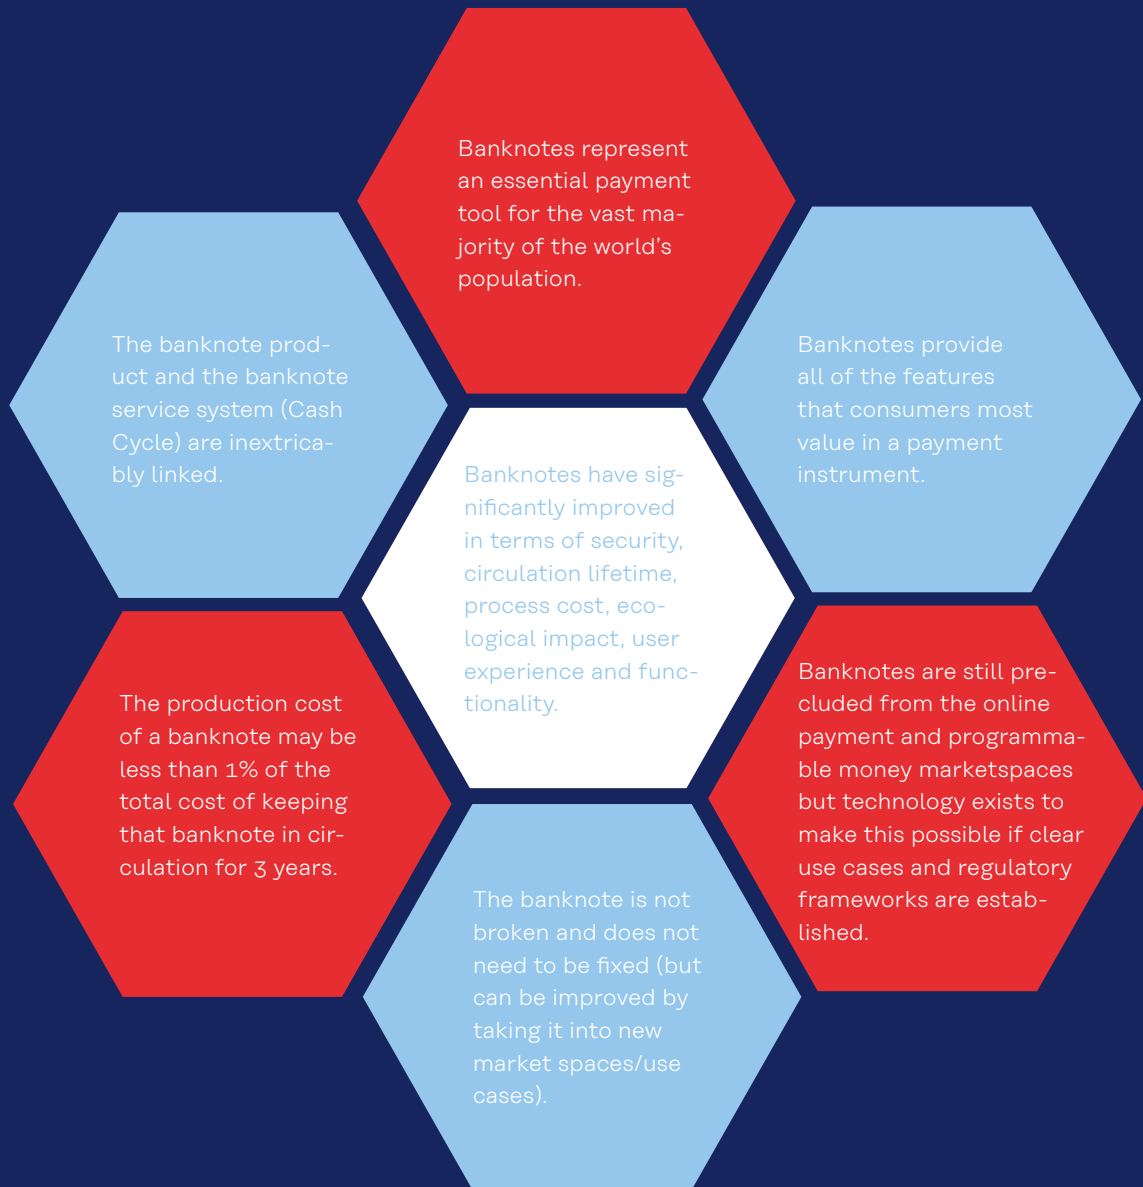 Banknotes represent
an essential payment
tool for the vast ma-
jority of the world's
population.
The banknote prod-
uct and the banknote
service system (Cash
Cycle) are inextrica-
bly linked.
Banknotes provide
all of the features
that consumers most
value in a payment
instrument.
Banknotes have sig-
nificantly improved
in terms of security,
circulation lifetime,
process cost, eco-
logical impact, user
experience and func-
tionality.
The production cost
of a banknote may be
less than 1% of the
total cost of keeping
that banknote in cir-
culation for 3 years.
Banknotes are still pre-
cluded from the online
payment and programma-
ble money marketspaces
but technology exists to
make this possible if clear
use cases and regulatory
frameworks are estab-
lished.
The banknote is not
broken and does not
need to be fixed (but
can be improved by
taking it into new
market spaces/use
cases).